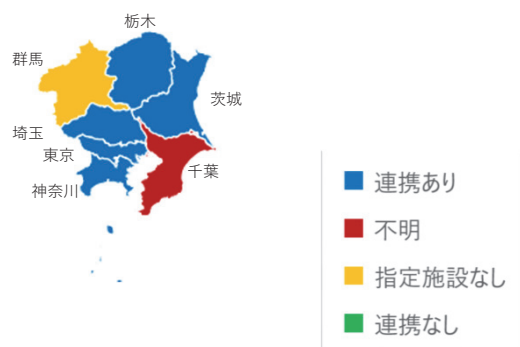 栃木
群馬
茨城
埼玉
東京
千葉
神奈川
連携あり
不明
指定施設なし
連携なし